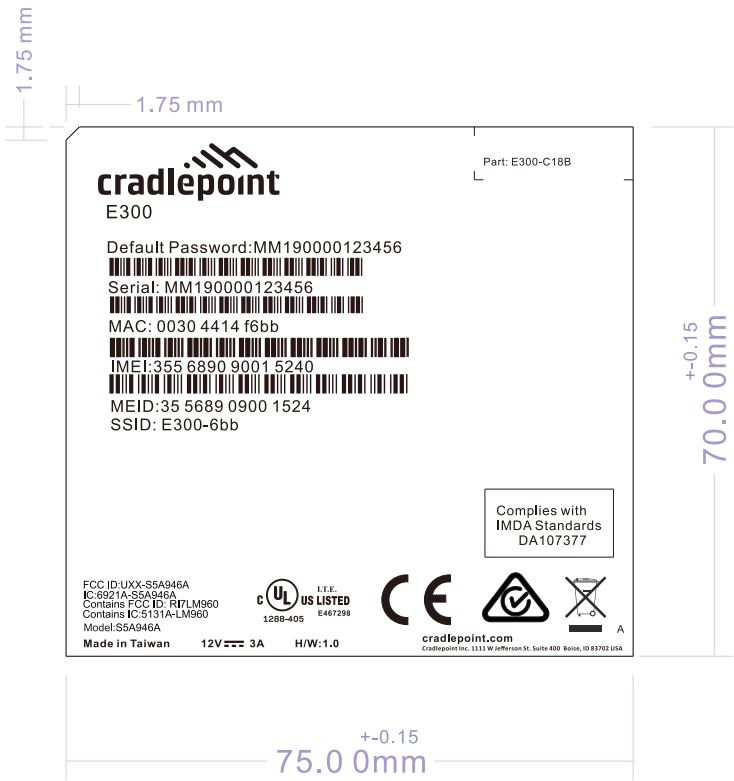 1.75 mm
1.75 mm
cradlepoint
Part: E300-C18B
E300
Default Password:MM190000123456
Serial: MM190000123456
MAC: 0030 4414 f6bb
IMEI:355 6890 9001 5240
MEID:35 5689 0900 1524
SSID: E300-6bb
+-0.15
70.0 0mm
Complies with
IMDA Standards
DA107377
FCC ID:UXX-S5A946A
IC:6921A-S5A946A
Contains FCC ID: RI7LM960
Contains IC:5131A-LM960
Model:S5A946A
Made in Taiwan 12V 3A H/W:1.0
C UL US LISTED
I.T.E.
E467298
1288-405
CE
A
cradlepoint.com
Cradlepoint Inc. 1111 W Jefferson St. Suite 400 Boise, ID 83702 USA
+-0.15
75.0 0mm